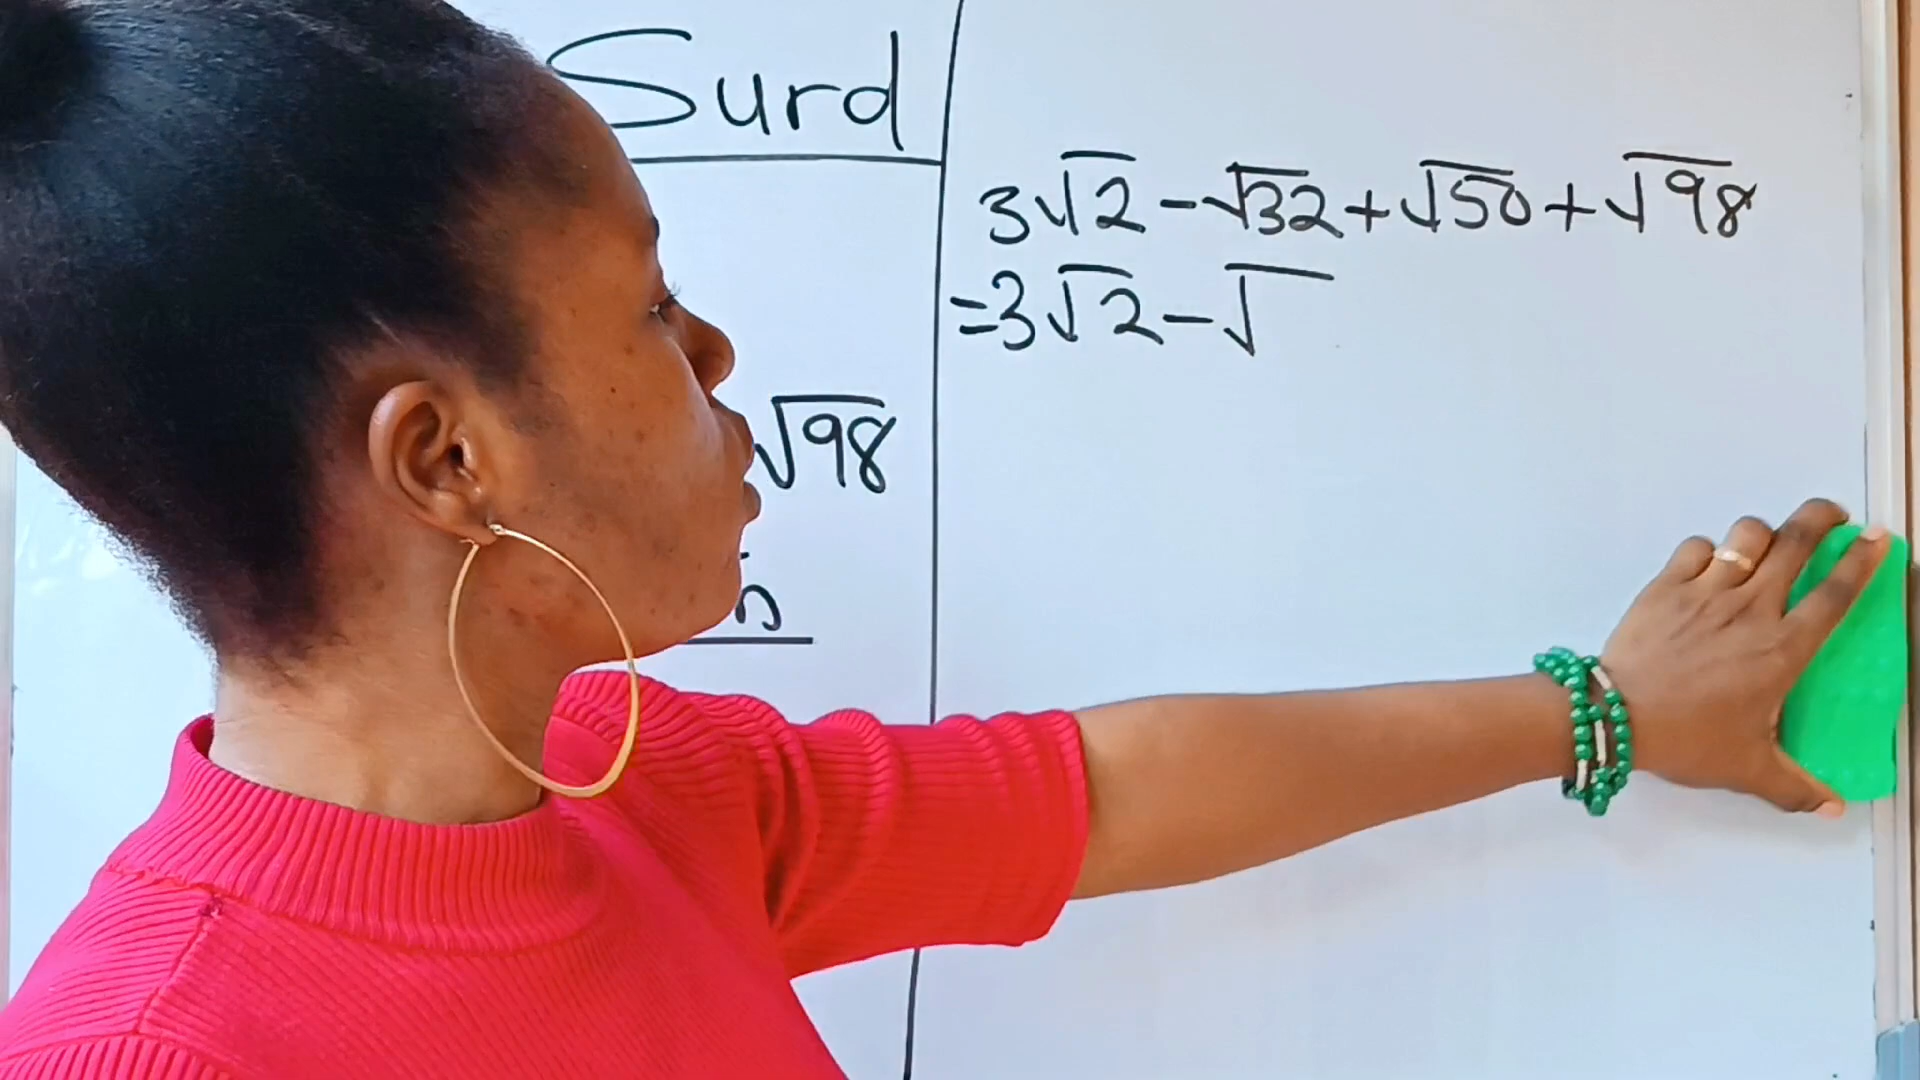 Surd
√98
3√2 - √32 + √50 + √98
= 3√2 - √